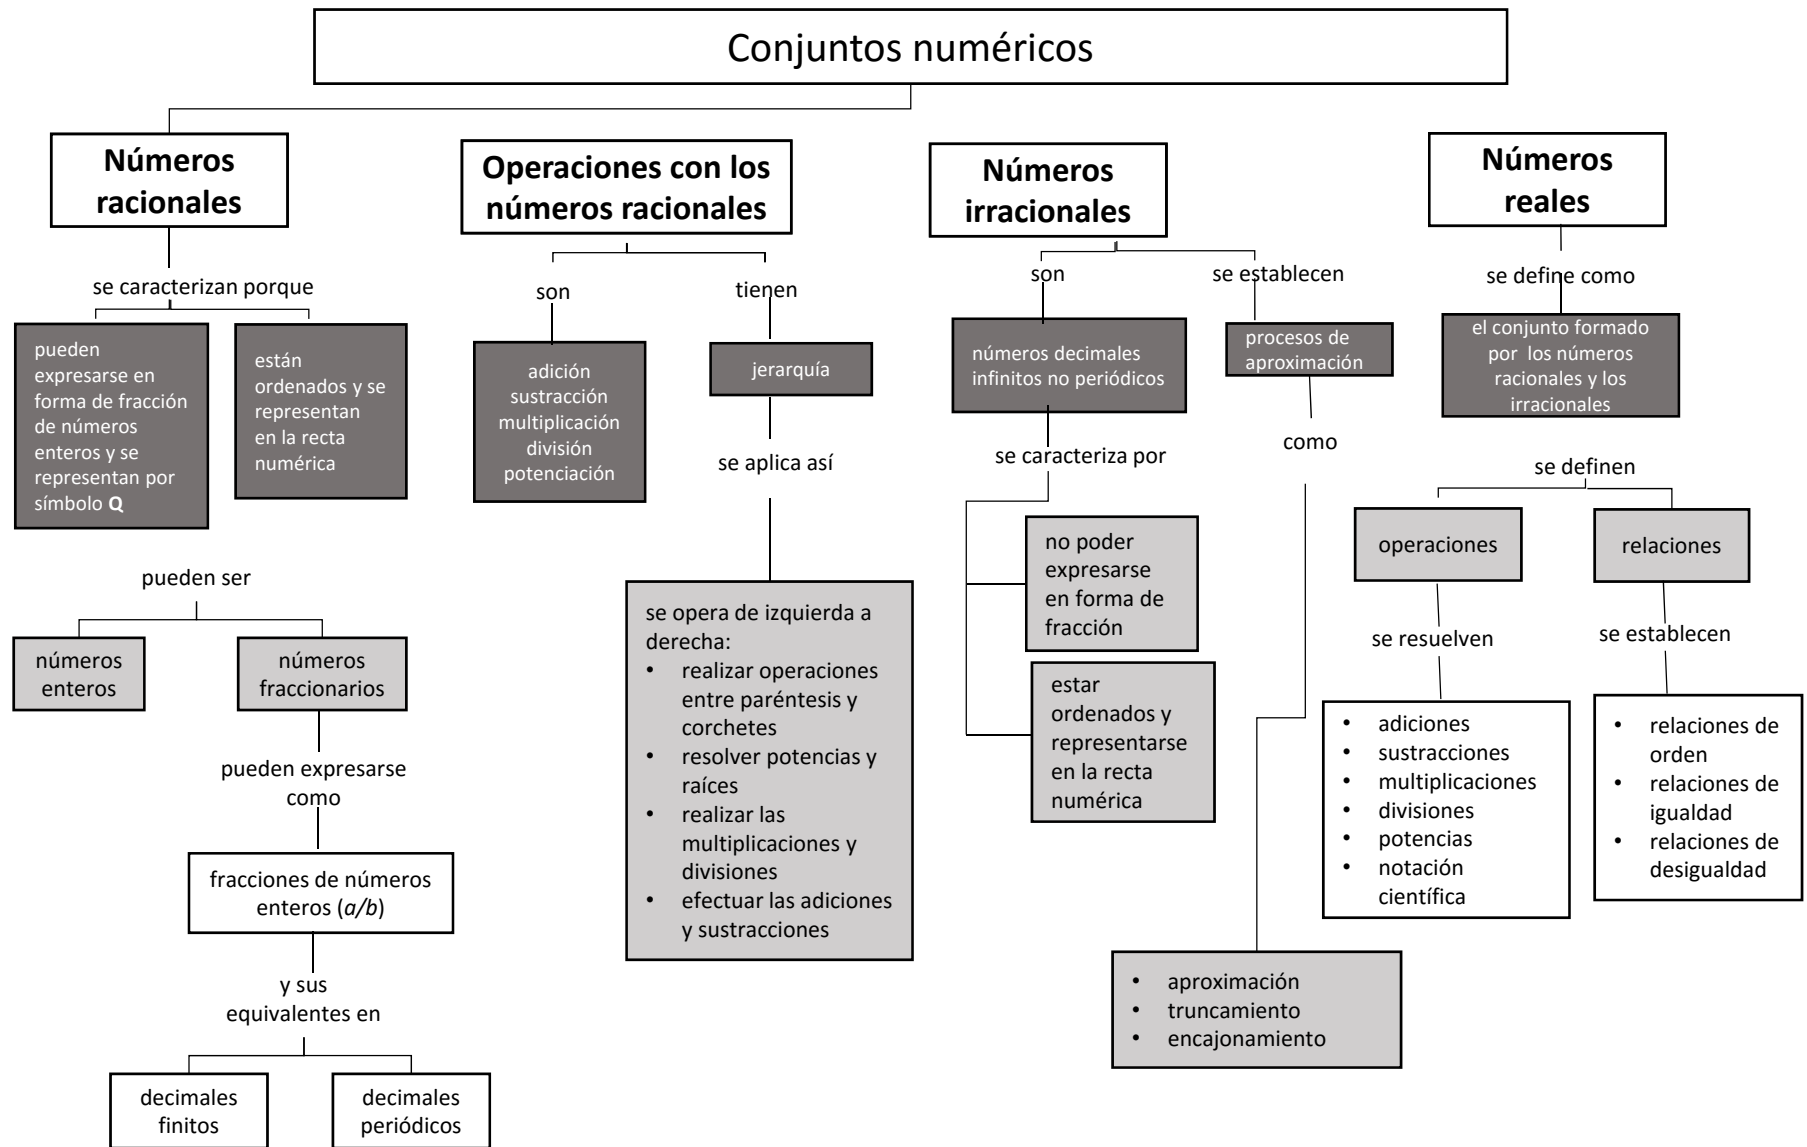 Conjuntos numéricos
Números
racionales
se caracterizan porque
pueden
expresarse en
forma de fracción
de números
enteros y se
representan por
símbolo Q
están
ordenados y se
representan
en la recta
numérica
pueden ser
números
enteros
números
fraccionarios
pueden expresarse
como
fracciones de números
enteros (a/b)
y sus
equivalentes en
decimales
finitos
decimales
periódicos
Operaciones con los
números racionales
son
adición
sustracción
multiplicación
división
potenciación
tienen
jerarquía
se aplica así
se opera de izquierda a
derecha:
• realizar operaciones
entre paréntesis y
corchetes
• resolver potencias y
raíces
• realizar las
multiplicaciones y
divisiones
• efectuar las adiciones
y sustracciones
Números
irracionales
son
números decimales
infinitos no periódicos
se caracteriza por
no poder
expresarse
en forma de
fracción
estar
ordenados y
representarse
en la recta
numérica
se establecen
procesos de
aproximación
como
• aproximación
• truncamiento
• encajonamiento
Números
reales
se define como
el conjunto formado
por los números
racionales y los
irracionales
se definen
operaciones
se resuelven
• adiciones
• sustracciones
• multiplicaciones
• divisiones
• potencias
• notación
científica
relaciones
se establecen
• relaciones de
orden
• relaciones de
igualdad
• relaciones de
desigualdad